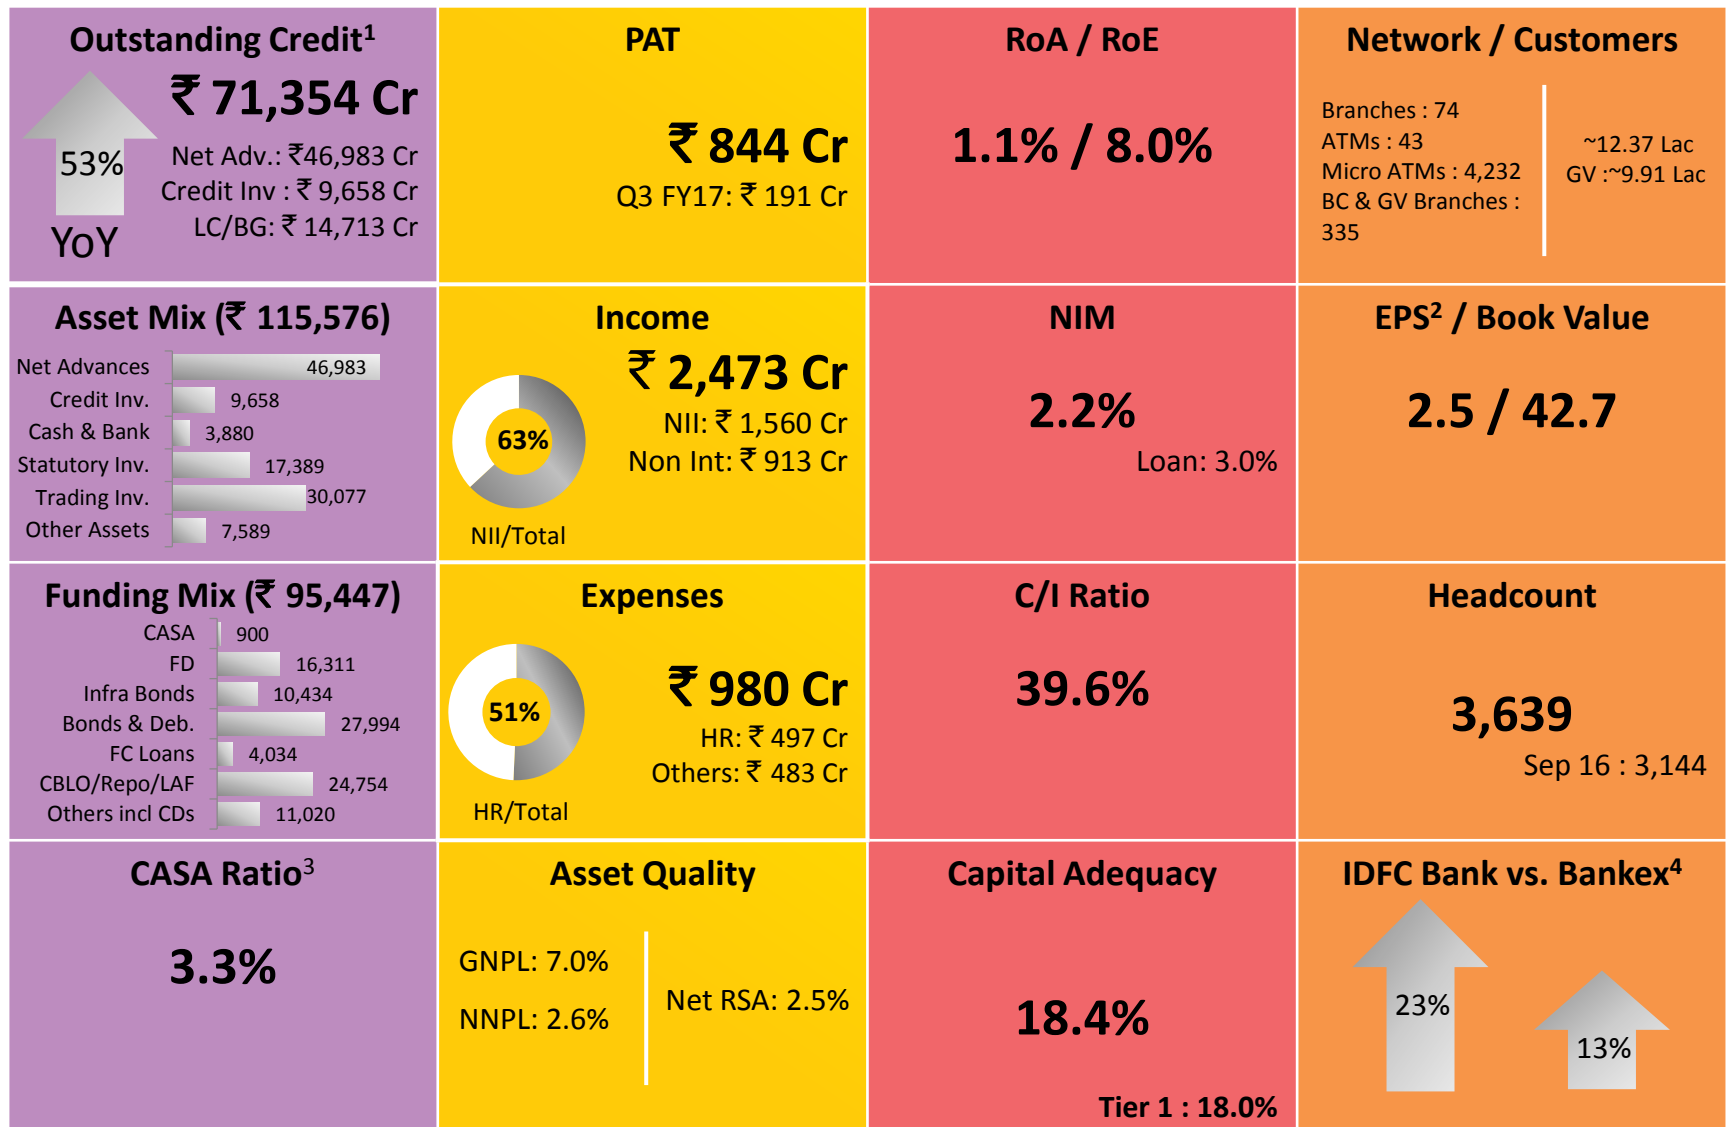 Outstanding Credit1
₹ 71,354 Cr
53%
YoY
Net Adv.: ₹46,983 Cr
Credit Inv : ₹ 9,658 Cr
LC/BG: ₹ 14,713 Cr
PAT
₹ 844 Cr
Q3 FY17: ₹ 191 Cr
RoA / RoE
1.1% / 8.0%
Network / Customers
Branches : 74
ATMs : 43
Micro ATMs : 4,232
BC & GV Branches :
335
~12.37 Lac
GV :~9.91 Lac
Asset Mix (₹ 115,576)
Net Advances 46,983
Credit Inv. 9,658
Cash & Bank 3,880
Statutory Inv. 17,389
Trading Inv. 30,077
Other Assets 7,589
Income
₹ 2,473 Cr
NII: ₹ 1,560 Cr
Non Int: ₹ 913 Cr
63%
NII/Total
NIM
2.2%
Loan: 3.0%
EPS2 / Book Value
2.5 / 42.7
Funding Mix (₹ 95,447)
CASA 900
FD 16,311
Infra Bonds 10,434
Bonds & Deb. 27,994
FC Loans 4,034
CBLO/Repo/LAF 24,754
Others incl CDs 11,020
Expenses
₹ 980 Cr
HR: ₹ 497 Cr
Others: ₹ 483 Cr
51%
HR/Total
C/I Ratio
39.6%
Headcount
3,639
Sep 16 : 3,144
CASA Ratio3
3.3%
Asset Quality
GNPL: 7.0%
NNPL: 2.6%
Net RSA: 2.5%
Capital Adequacy
18.4%
Tier 1 : 18.0%
IDFC Bank vs. Bankex4
23%
13%